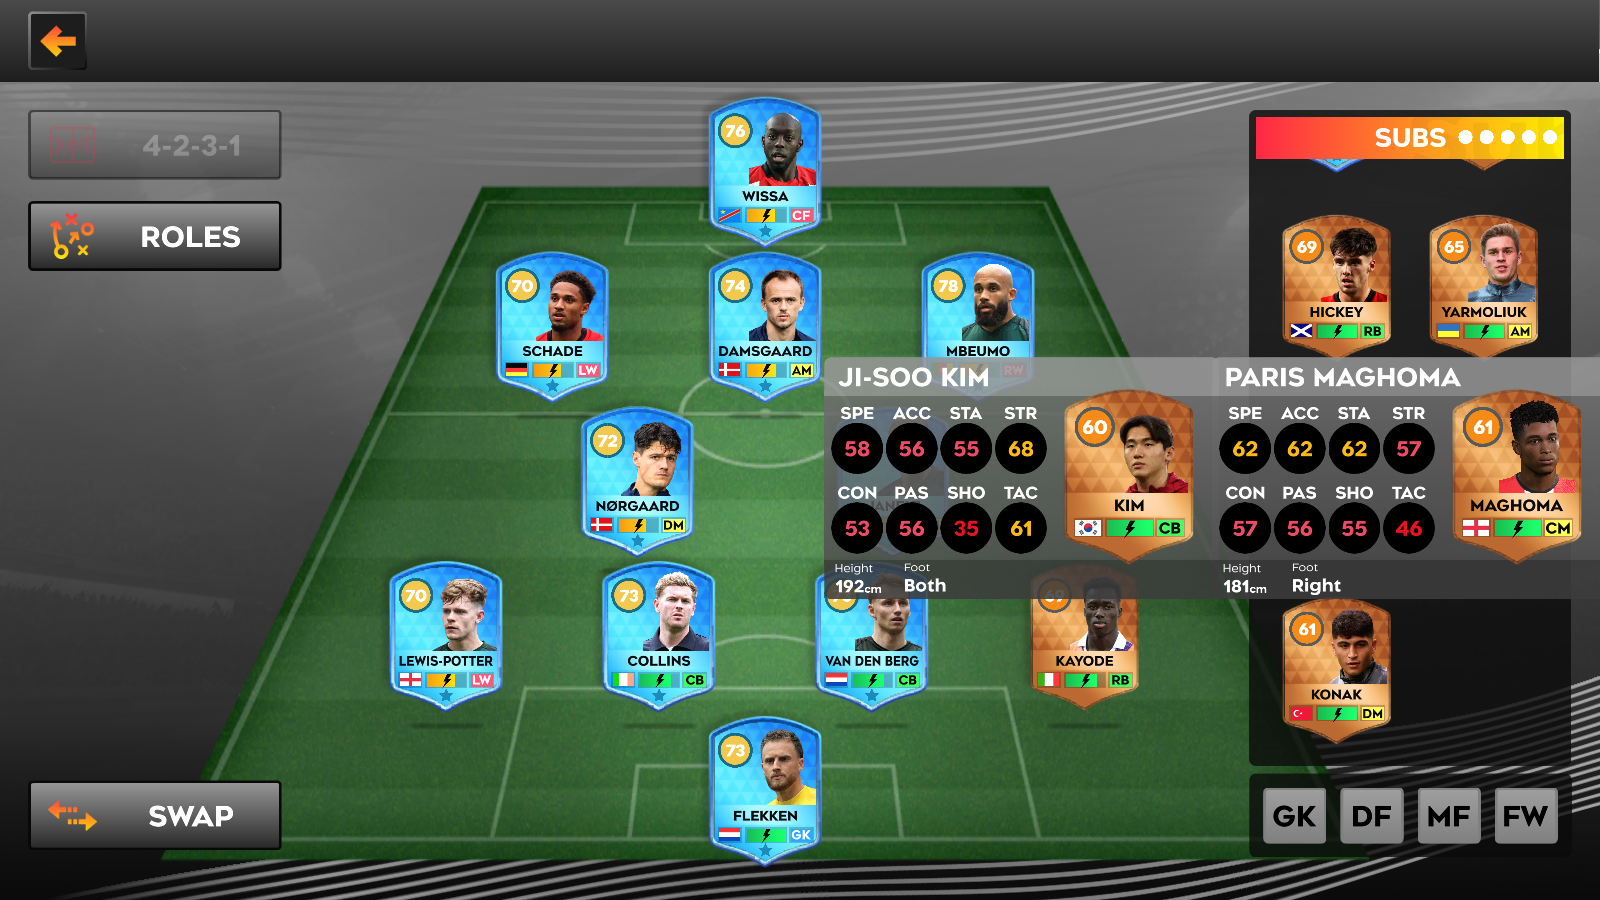 4-2-3-1
ROLES
SWAP
SUBS
76
WISSA
CF
70
SCHADE
LW
74
DAMSGAARD
AM
78
MBEUMO
RW
72
NØRGAARD
DM
70
LEWIS-POTTER
LW
73
COLLINS
CB
VAN DEN BERG
CB
69
KAYODE
RB
73
FLEKKEN
GK
JI-SOO KIM
SPE ACC STA STR
58 56 55 68
CON PAS SHO TAC
53 56 35 61
Height Foot
192cm Both
60
KIM
CB
PARIS MAGHOMA
SPE ACC STA STR
62 62 62 57
CON PAS SHO TAC
57 56 55 46
Height Foot
181cm Right
61
MAGHOMA
CM
69
HICKEY
RB
65
YARMOLIUK
AM
61
KONAK
DM
GK DF MF FW